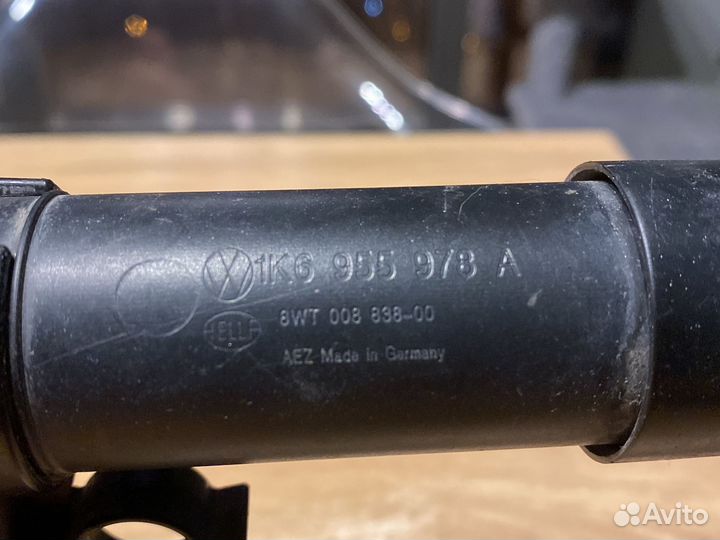 1K6 955 978 A
8WT 008 838-00
HELLA
AEZ Made in Germany
Avito